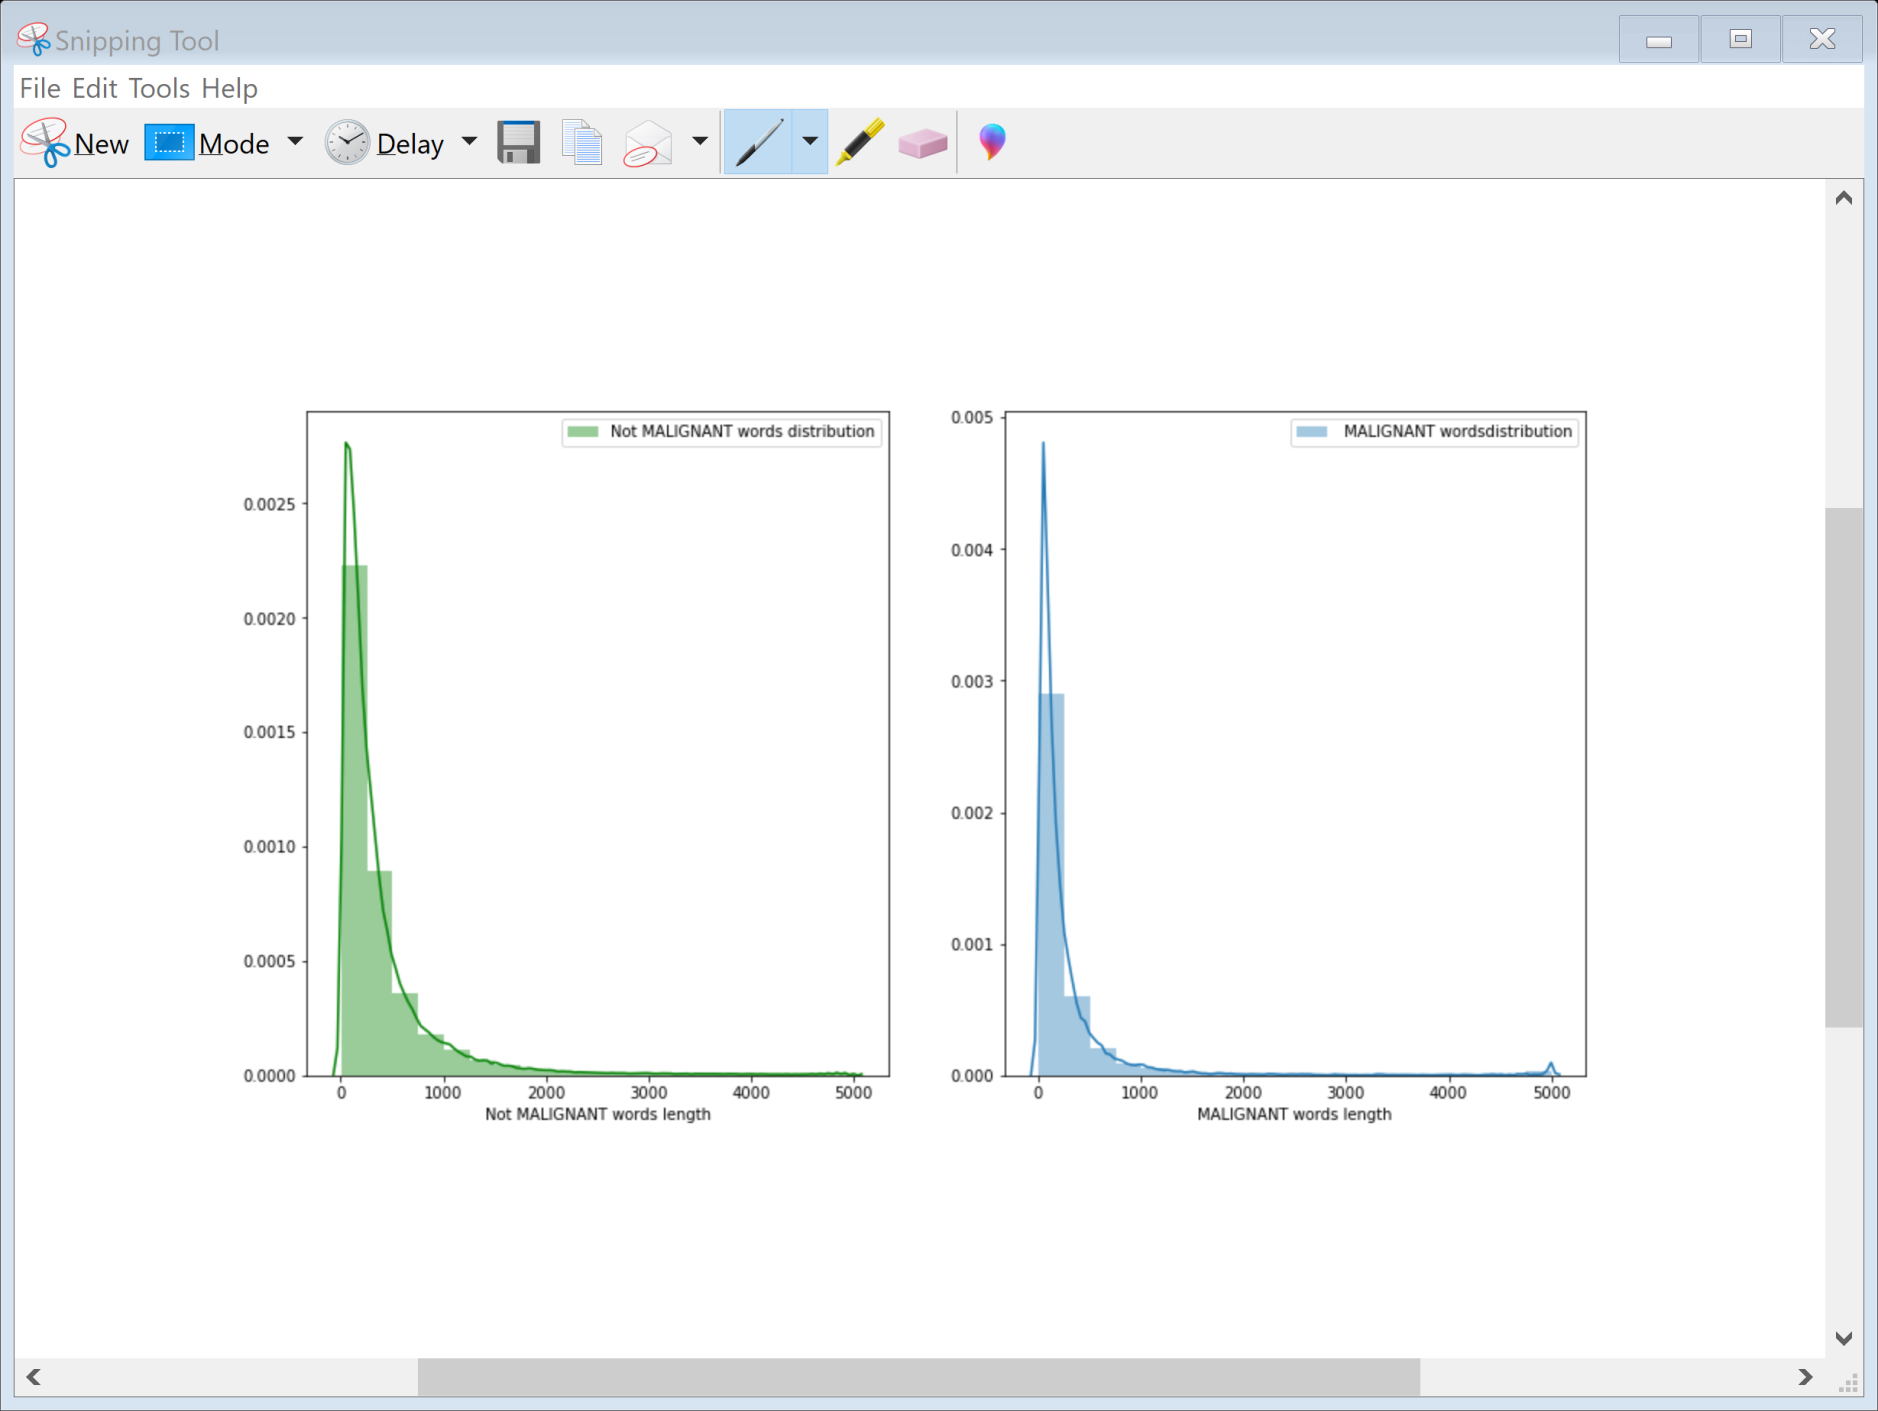 Snipping Tool
File Edit Tools Help
New Mode Delay
Not MALIGNANT words distribution
0.0025
0.0020
0.0015
0.0010
0.0005
0.0000
0 1000 2000 3000 4000 5000
Not MALIGNANT words length
MALIGNANT wordsdistribution
0.005
0.004
0.003
0.002
0.001
0.000
0 1000 2000 3000 4000 5000
MALIGNANT words length